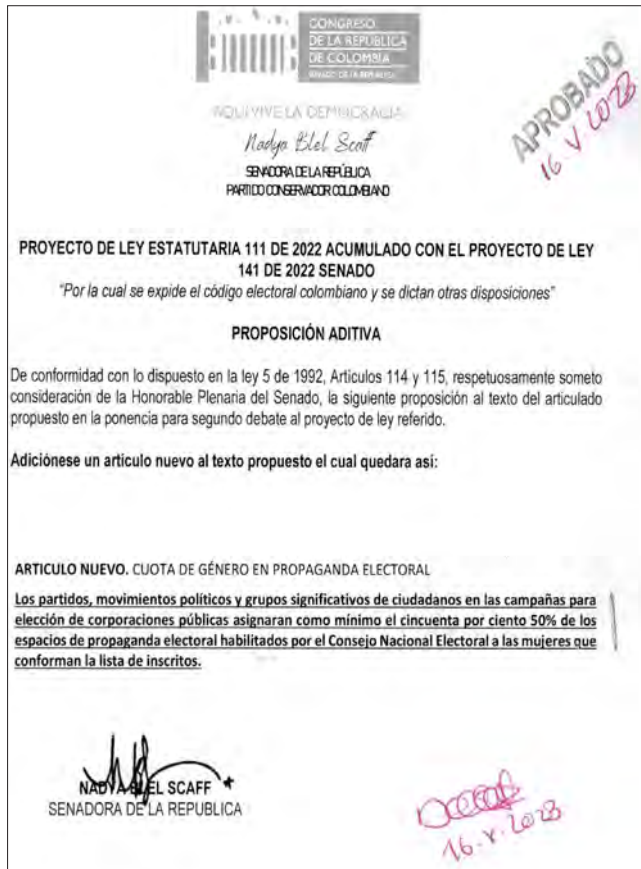 CONGRESO
DE LA REPÚBLICA
DE COLOMBIA
SENADO DE LA REPÚBLICA
AQUÍ VIVE LA DEMOCRACIA
Nadya Blel Scaff
SENADORA DE LA REPÚBLICA
PARTIDO CONSERVADOR COLOMBIANO
APROBADO
16 V 2023
PROYECTO DE LEY ESTATUTARIA 111 DE 2022 ACUMULADO CON EL PROYECTO DE LEY
141 DE 2022 SENADO
"Por la cual se expide el código electoral colombiano y se dictan otras disposiciones"
PROPOSICIÓN ADITIVA
De conformidad con lo dispuesto en la ley 5 de 1992, Artículos 114 y 115, respetuosamente someto
consideración de la Honorable Plenaria del Senado, la siguiente proposición al texto del articulado
propuesto en la ponencia para segundo debate al proyecto de ley referido.
Adiciónese un artículo nuevo al texto propuesto el cual quedara así:
ARTICULO NUEVO. CUOTA DE GÉNERO EN PROPAGANDA ELECTORAL
Los partidos, movimientos políticos y grupos significativos de ciudadanos en las campañas para
elección de corporaciones públicas asignaran como mínimo el cincuenta por ciento 50% de los
espacios de propaganda electoral habilitados por el Consejo Nacional Electoral a las mujeres que
conforman la lista de inscritos.
NADYA BLEL SCAFF
SENADORA DE LA REPUBLICA
16.V.2023